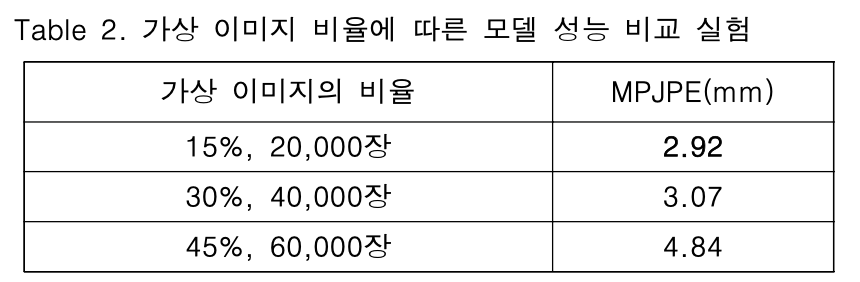 Table 2. 가상 이미지 비율에 따른 모델 성능 비교 실험
가상 이미지의 비율 MPJPE(mm)
15%, 20,000장 2.92
30%, 40,000장 3.07
45%, 60,000장 4.84